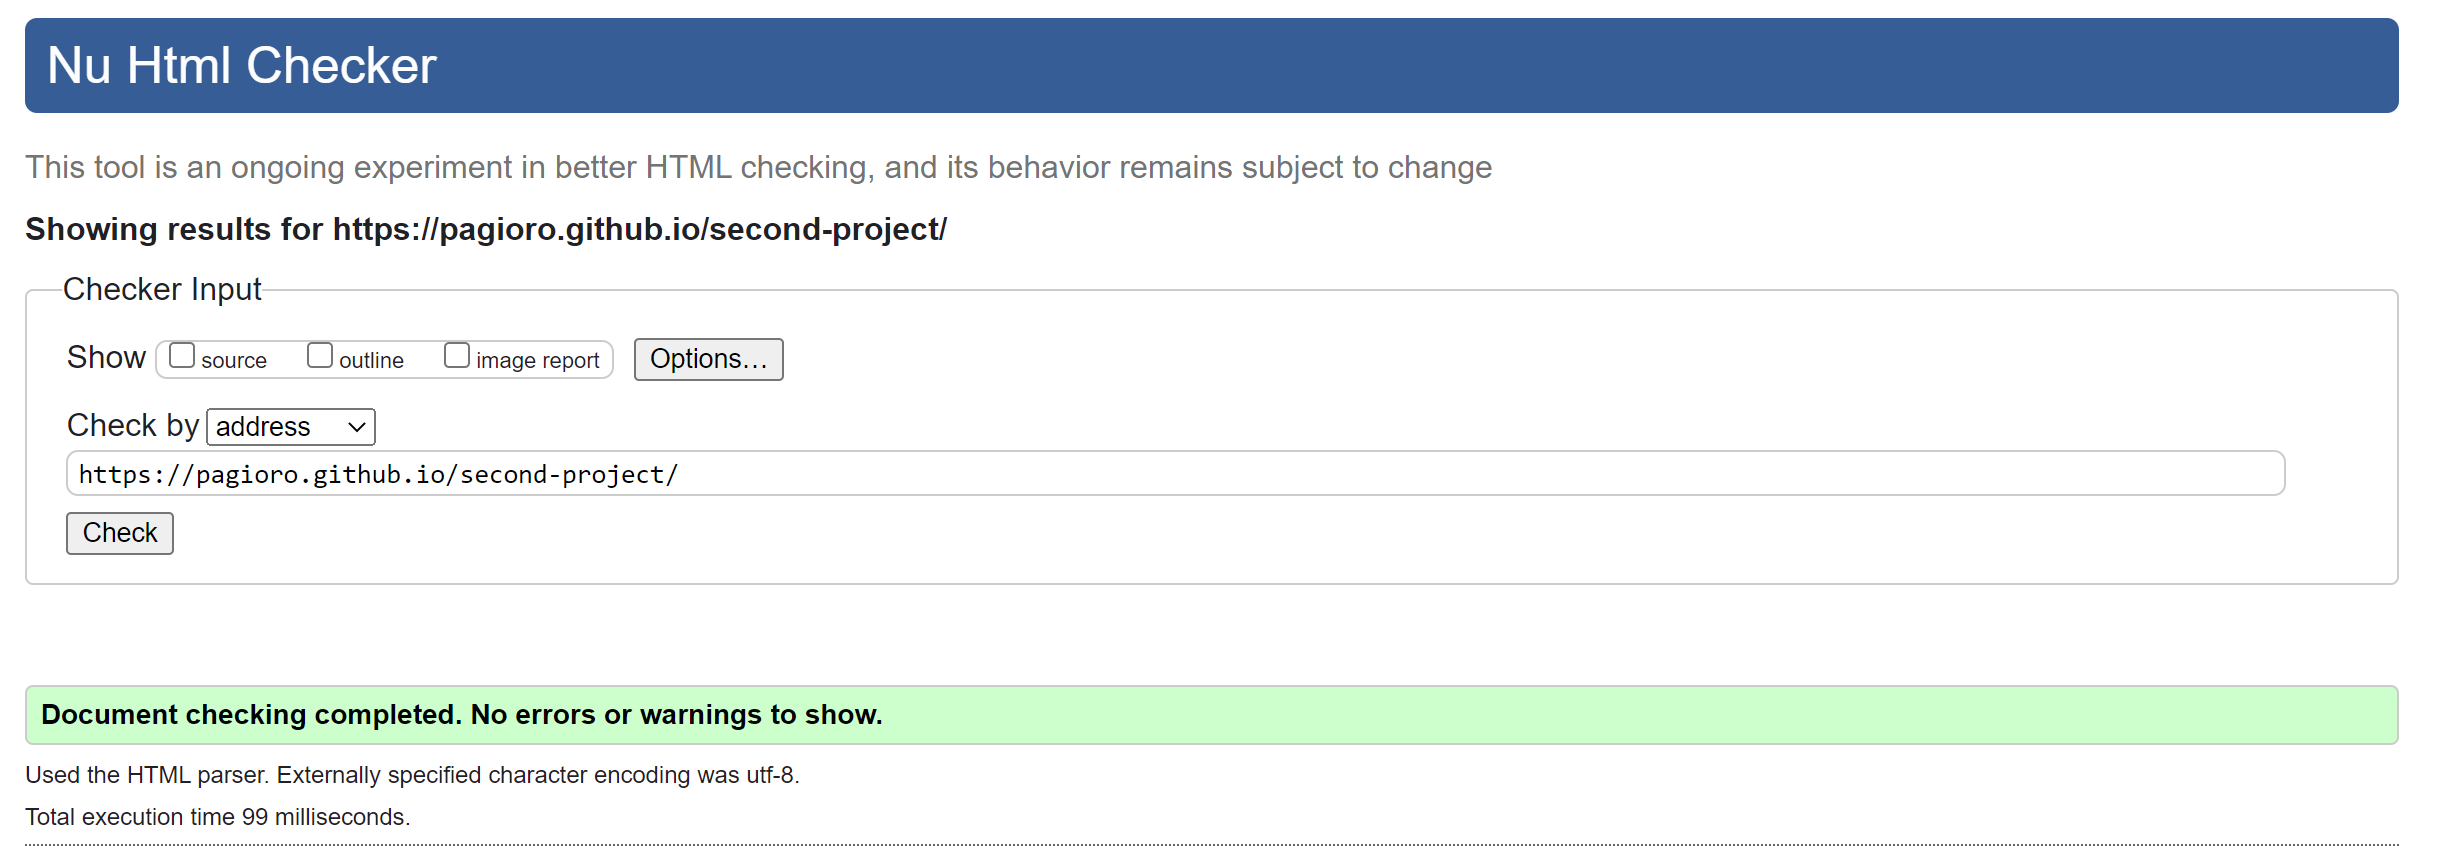 Nu Html Checker
This tool is an ongoing experiment in better HTML checking, and its behavior remains subject to change
Showing results for https://pagioro.github.io/second-project/
Checker Input
Show source outline image report Options...
Check by address
https://pagioro.github.io/second-project/
Check
Document checking completed. No errors or warnings to show.
Used the HTML parser. Externally specified character encoding was utf-8.
Total execution time 99 milliseconds.